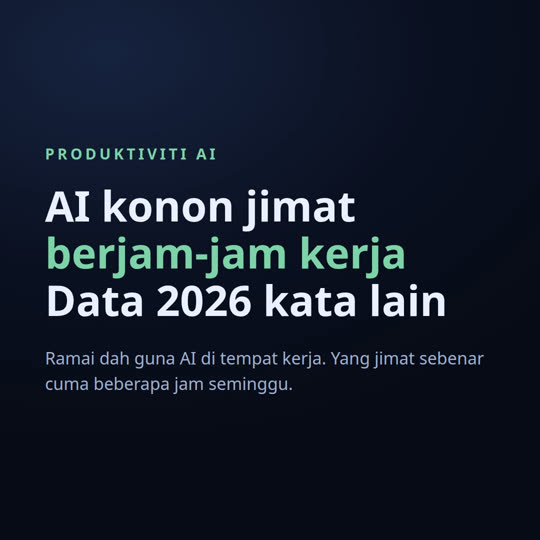 PRODUKTIVITI AI
AI konon jimat
berjam-jam kerja
Data 2026 kata lain
Ramai dah guna AI di tempat kerja. Yang jimat sebenar
cuma beberapa jam seminggu.